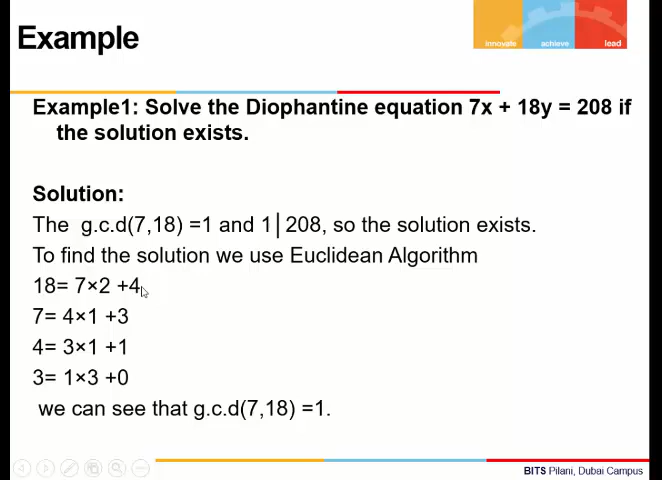 Example
innovate achieve lead
Example1: Solve the Diophantine equation 7x + 18y = 208 if
the solution exists.
Solution:
The g.c.d(7,18) =1 and 1│208, so the solution exists.
To find the solution we use Euclidean Algorithm
18= 7×2 +4
7= 4×1 +3
4= 3×1 +1
3= 1×3 +0
we can see that g.c.d(7,18) =1.
BITS Pilani, Dubai Campus